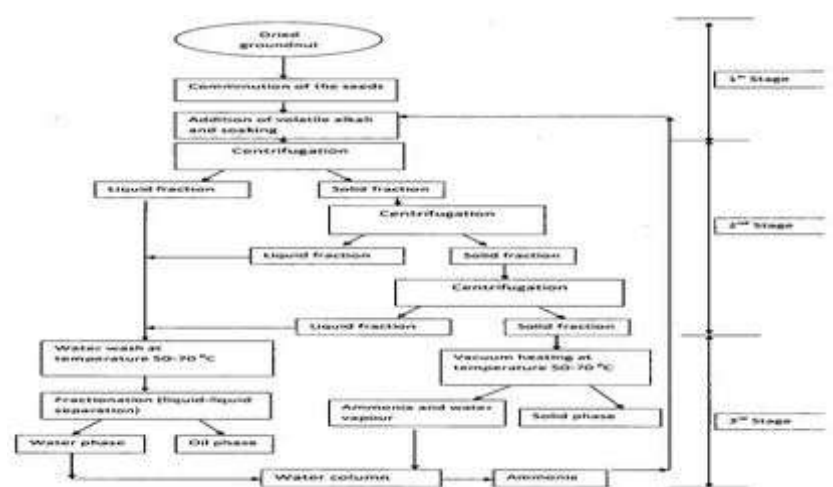 Dried
groundnut
Comminution of the seeds
Addition of volatile alkali
and soaking
Centrifugation
Liquid fraction
Solid fraction
Centrifugation
Liquid fraction
Solid fraction
Centrifugation
Liquid fraction
Solid fraction
Water wash at
temperature 50-70 °C
Vacuum heating at
temperature 50-70 °C
Fractionation (liquid-liquid
separation)
Ammonia and water
vapour
Solid phase
Water phase
Oil phase
Water column
Ammonia
1st Stage
2nd Stage
3rd Stage